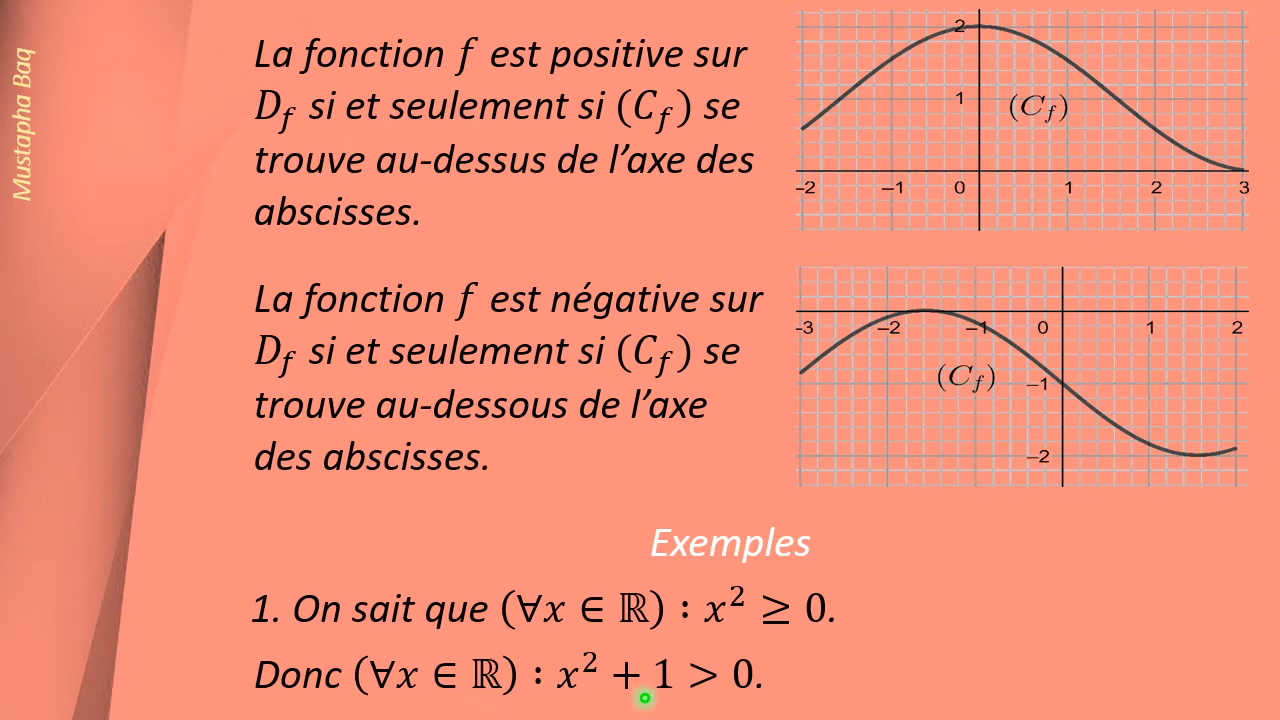 Mustapha Baq
La fonction f est positive sur
D_f si et seulement si (C_f) se
trouve au-dessus de l’axe des
abscisses.
2
1
(C_f)
–2 –1 0 1 2 3
La fonction f est négative sur
D_f si et seulement si (C_f) se
trouve au-dessous de l’axe
des abscisses.
–3 –2 –1 0 1 2
(C_f)
–1
–2
Exemples
1. On sait que (∀x ∈ ℝ) : x² ≥ 0.
Donc (∀x ∈ ℝ) : x² + 1 > 0.